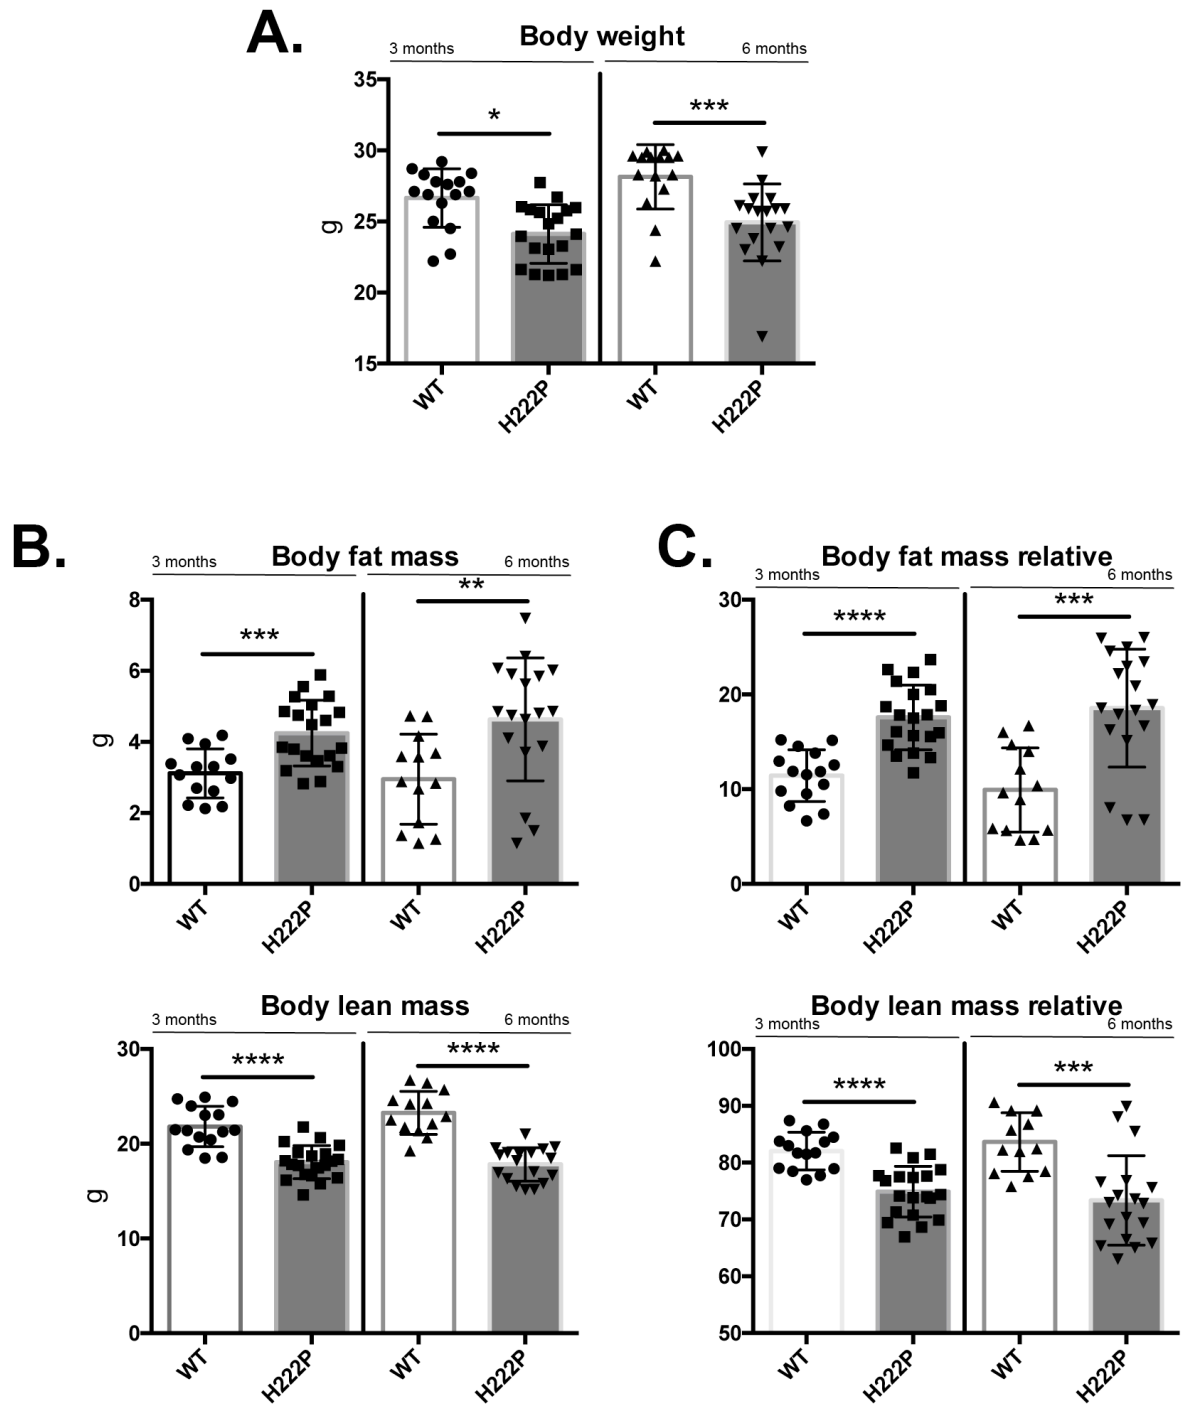 A.
Body weight
3 months
6 months
35
30
25
20
15
g
*
***
WT
H222P
WT
H222P
B.
Body fat mass
3 months
6 months
8
6
4
2
0
g
***
**
WT
H222P
WT
H222P
C.
Body fat mass relative
3 months
6 months
30
20
10
0
****
***
WT
H222P
WT
H222P
Body lean mass
3 months
6 months
30
20
10
0
g
****
****
WT
H222P
WT
H222P
Body lean mass relative
3 months
6 months
100
90
80
70
60
50
****
***
WT
H222P
WT
H222P